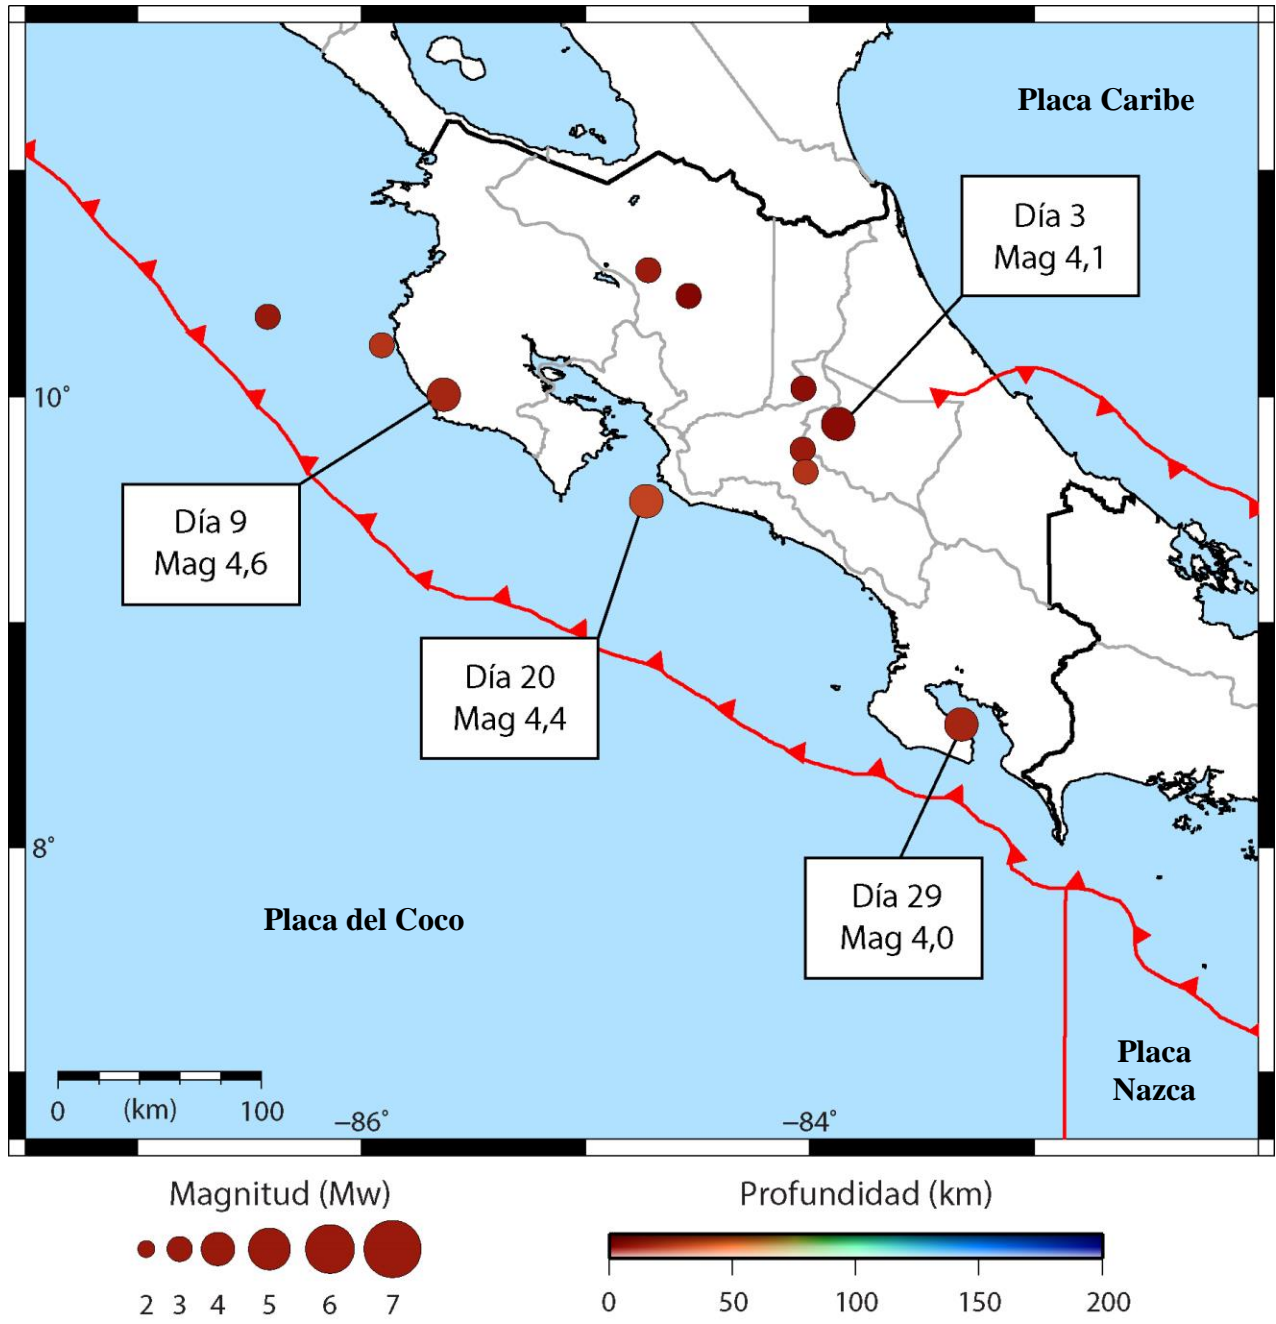 Placa Caribe
Día 3
Mag 4,1
10°
Día 9
Mag 4,6
Día 20
Mag 4,4
8°
Día 29
Mag 4,0
Placa del Coco
Placa
Nazca
0 (km) 100
−86°
−84°
Magnitud (Mw)
2 3 4 5 6 7
Profundidad (km)
0 50 100 150 200